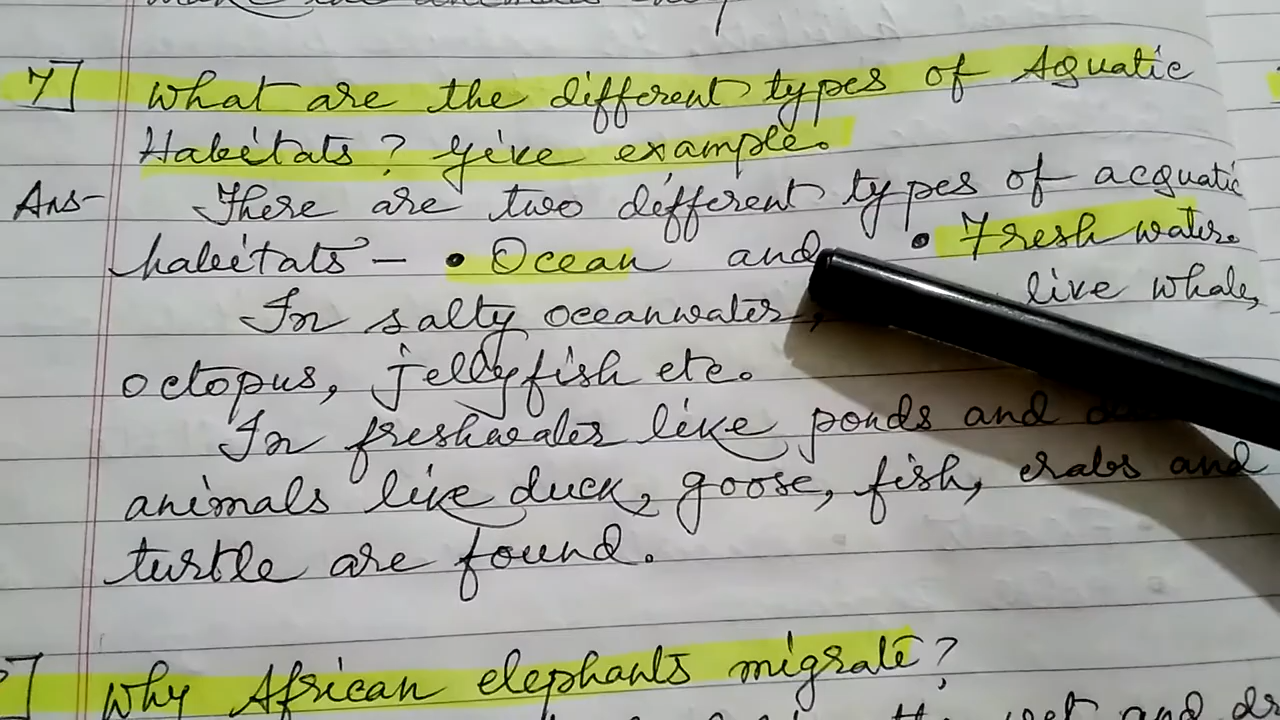 7] What are the different types of Aquatic
Habitats? Give example.
Ans- There are two different types of acquatic
habitats - • Ocean and • Fresh water.
In salty oceanwater, live whale,
octopus, jellyfish etc.
In freshwater like ponds and
animals like duck, goose, fish, crabs and
turtle are found.
Why African elephants migrate?
wet and